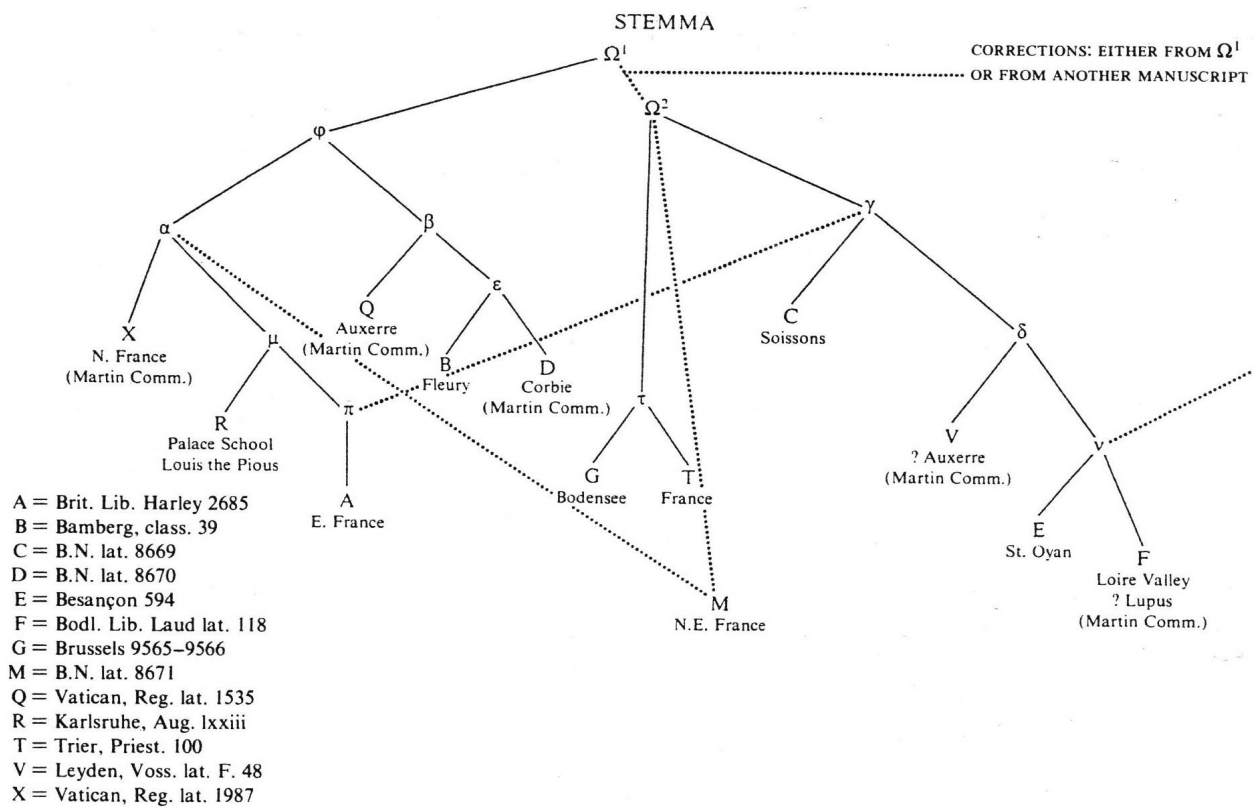 STEMMA
Ω¹
CORRECTIONS: EITHER FROM Ω¹
OR FROM ANOTHER MANUSCRIPT
Ω²
φ
α
β
γ
ε
X
N. France
(Martin Comm.)
μ
Q
Auxerre
(Martin Comm.)
B
Fleury
D
Corbie
(Martin Comm.)
C
Soissons
δ
R
Palace School
Louis the Pious
π
τ
V
? Auxerre
(Martin Comm.)
ν
A
E. France
G
Bodensee
T
France
E
St. Oyan
F
Loire Valley
? Lupus
(Martin Comm.)
M
N.E. France
A = Brit. Lib. Harley 2685
B = Bamberg, class. 39
C = B.N. lat. 8669
D = B.N. lat. 8670
E = Besançon 594
F = Bodl. Lib. Laud lat. 118
G = Brussels 9565–9566
M = B.N. lat. 8671
Q = Vatican, Reg. lat. 1535
R = Karlsruhe, Aug. lxxiii
T = Trier, Priest. 100
V = Leyden, Voss. lat. F. 48
X = Vatican, Reg. lat. 1987